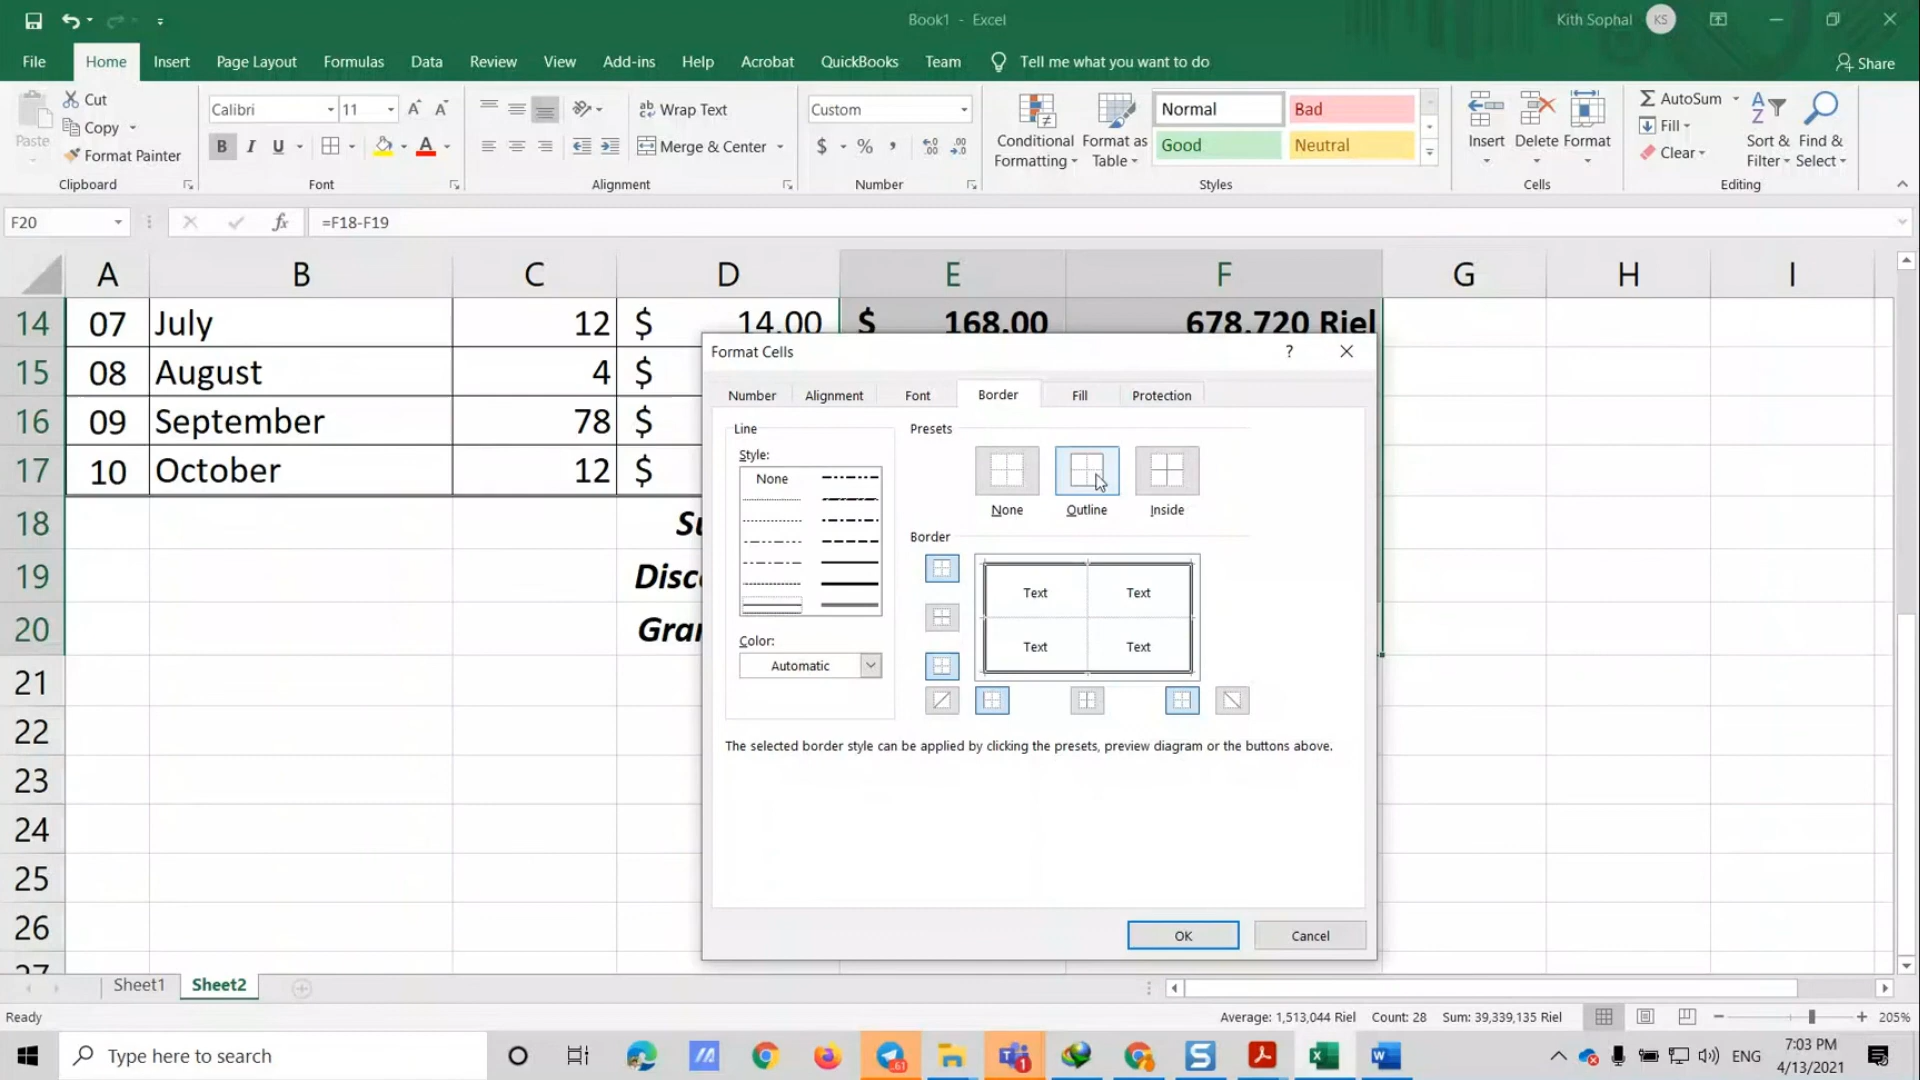 Book1 - Excel
Kith Sophal KS
File Home Insert Page Layout Formulas Data Review View Add-ins Help Acrobat QuickBooks Team Tell me what you want to do Share
Paste Cut Copy Format Painter Clipboard
Calibri 11 B I U A A A Font
ab Wrap Text Merge & Center Alignment
Custom $ % , Number
Conditional Formatting Format as Table Normal Bad Good Neutral Styles
Insert Delete Format Cells
AutoSum Fill Clear Sort & Filter Find & Select Editing
F20 fx =F18-F19
A B C D E F G H I
14 07 July 12 $ 14.00 $ 168.00 678,720 Riel
15 08 August 4 $
16 09 September 78 $
17 10 October 12 $
18
19
20
21
22
23
24
25
26
27
Format Cells ?
Number Alignment Font Border Fill Protection
Line
Style:
None
Color:
Automatic
Presets
None Outline Inside
Border
Text Text
Text Text
The selected border style can be applied by clicking the presets, preview diagram or the buttons above.
OK Cancel
Sheet1 Sheet2
Ready Average: 1,513,044 Riel Count: 28 Sum: 39,339,135 Riel 205%
Type here to search
ENG
7:03 PM
4/13/2021